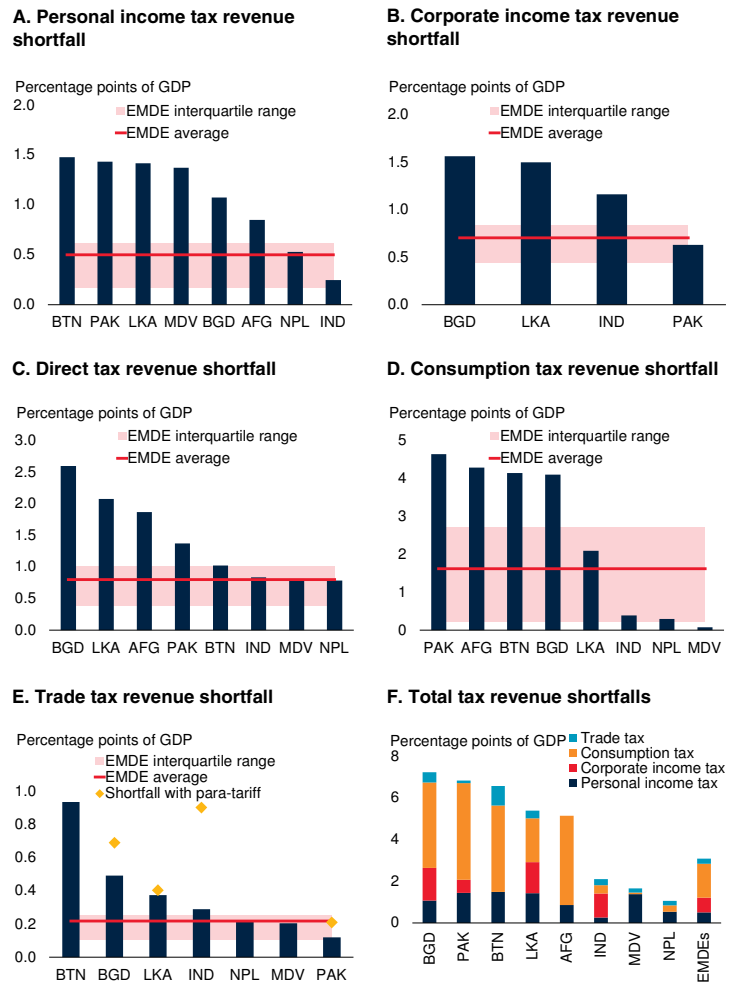 A. Personal income tax revenue
shortfall
Percentage points of GDP
2.0
1.5
1.0
0.5
0.0
EMDE interquartile range
EMDE average
BTN PAK LKA MDV BGD AFG NPL IND
B. Corporate income tax revenue
shortfall
Percentage points of GDP
2.0
1.5
1.0
0.5
0.0
EMDE interquartile range
EMDE average
BGD LKA IND PAK
C. Direct tax revenue shortfall
Percentage points of GDP
3.0
2.5
2.0
1.5
1.0
0.5
0.0
EMDE interquartile range
EMDE average
BGD LKA AFG PAK BTN IND MDV NPL
D. Consumption tax revenue shortfall
Percentage points of GDP
5
4
3
2
1
0
EMDE interquartile range
EMDE average
PAK AFG BTN BGD LKA IND NPL MDV
E. Trade tax revenue shortfall
Percentage points of GDP
EMDE interquartile range
EMDE average
Shortfall with para-tariff
1.0
0.8
0.6
0.4
0.2
0.0
BTN BGD LKA IND NPL MDV PAK
F. Total tax revenue shortfalls
Percentage points of GDP
Trade tax
Consumption tax
Corporate income tax
Personal income tax
8
6
4
2
0
BGD
PAK
BTN
LKA
AFG
IND
MDV
NPL
EMDEs